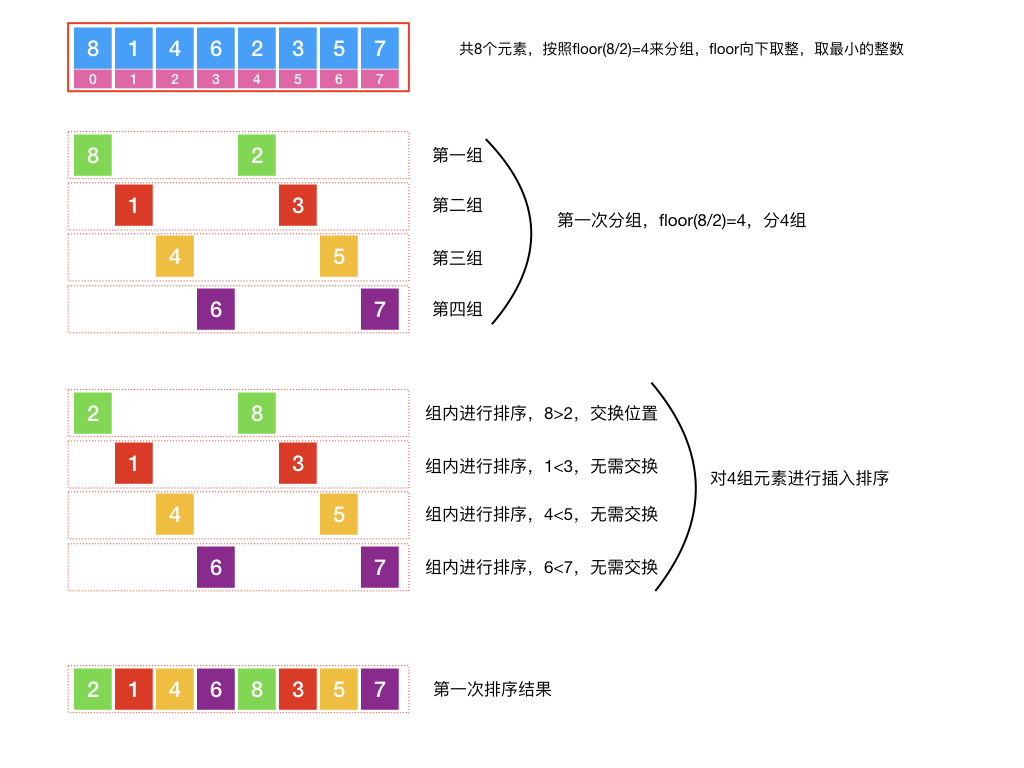 8 1 4 6 2 3 5 7
共8个元素，按照floor(8/2)=4来分组，floor向下取整，取最小的整数
0 1 2 3 4 5 6 7
8 2 第一组
1 3 第二组
第一次分组，floor(8/2)=4，分4组
4 5 第三组
6 7 第四组
2 8 组内进行排序，8>2，交换位置
1 3 组内进行排序，1<3，无需交换
对4组元素进行插入排序
4 5 组内进行排序，4<5，无需交换
6 7 组内进行排序，6<7，无需交换
2 1 4 6 8 3 5 7 第一次排序结果